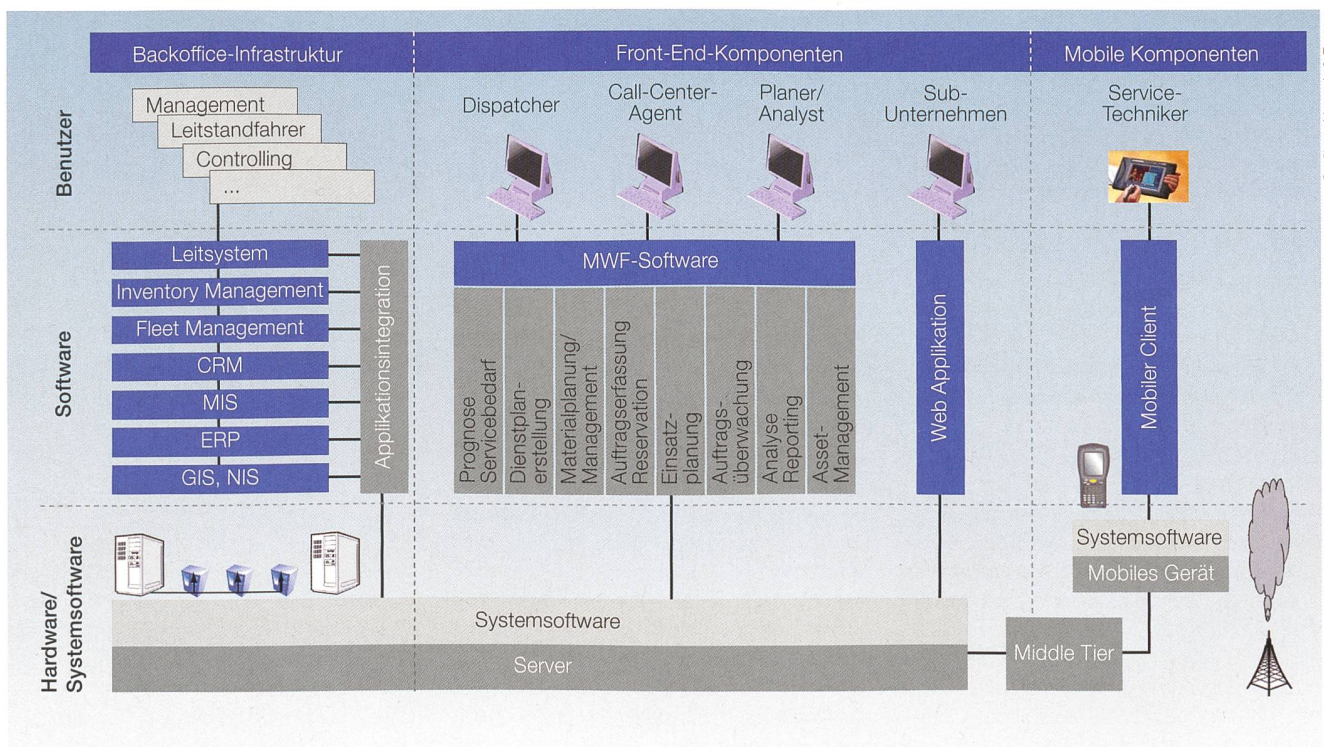 Backoffice-Infrastruktur
Front-End-Komponenten
Mobile Komponenten
Benutzer
Management
Leitstandfahrer
Controlling
...
Dispatcher
Call-Center-
Agent
Planer/
Analyst
Sub-
Unternehmen
Service-
Techniker
Software
Leitsystem
Inventory Management
Fleet Management
CRM
MIS
ERP
GIS, NIS
Applikationsintegration
MWF-Software
Prognose
Servicebedarf
Dienstplan-
erstellung
Materialplanung/
Management
Auftragserfassung
Reservation
Einsatz-
planung
Auftrags-
überwachung
Analyse
Reporting
Asset-
Management
Web Applikation
Mobiler Client
Hardware/
Systemsoftware
Systemsoftware
Server
Middle Tier
Systemsoftware
Mobiles Gerät